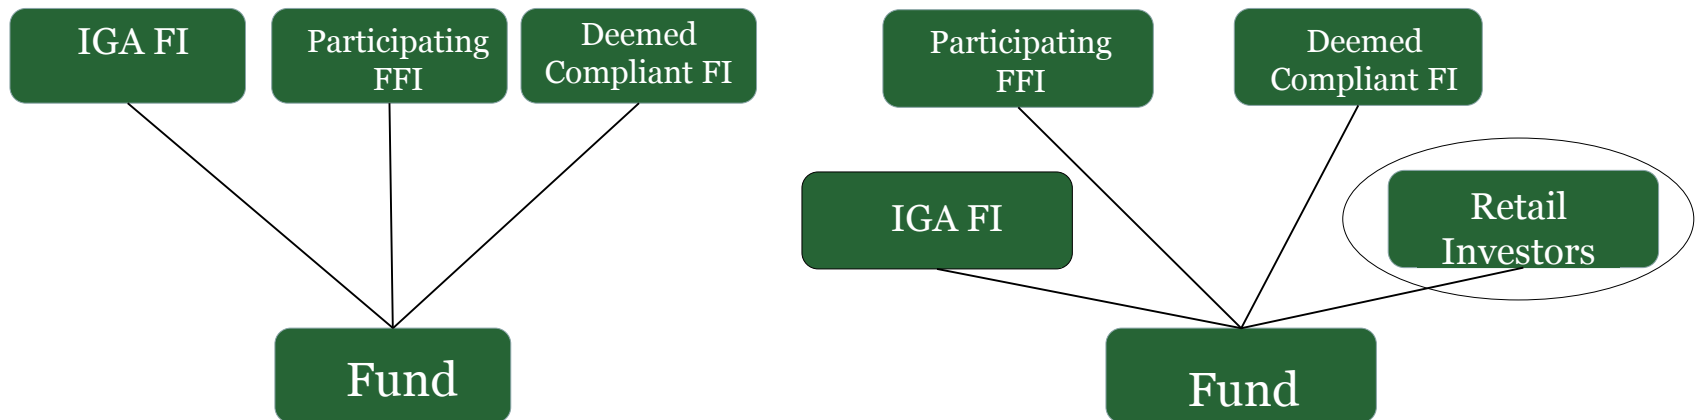 IGA FI
Participating
FFI
Deemed
Compliant FI
Fund
Participating
FFI
Deemed
Compliant FI
IGA FI
Retail
Investors
Fund